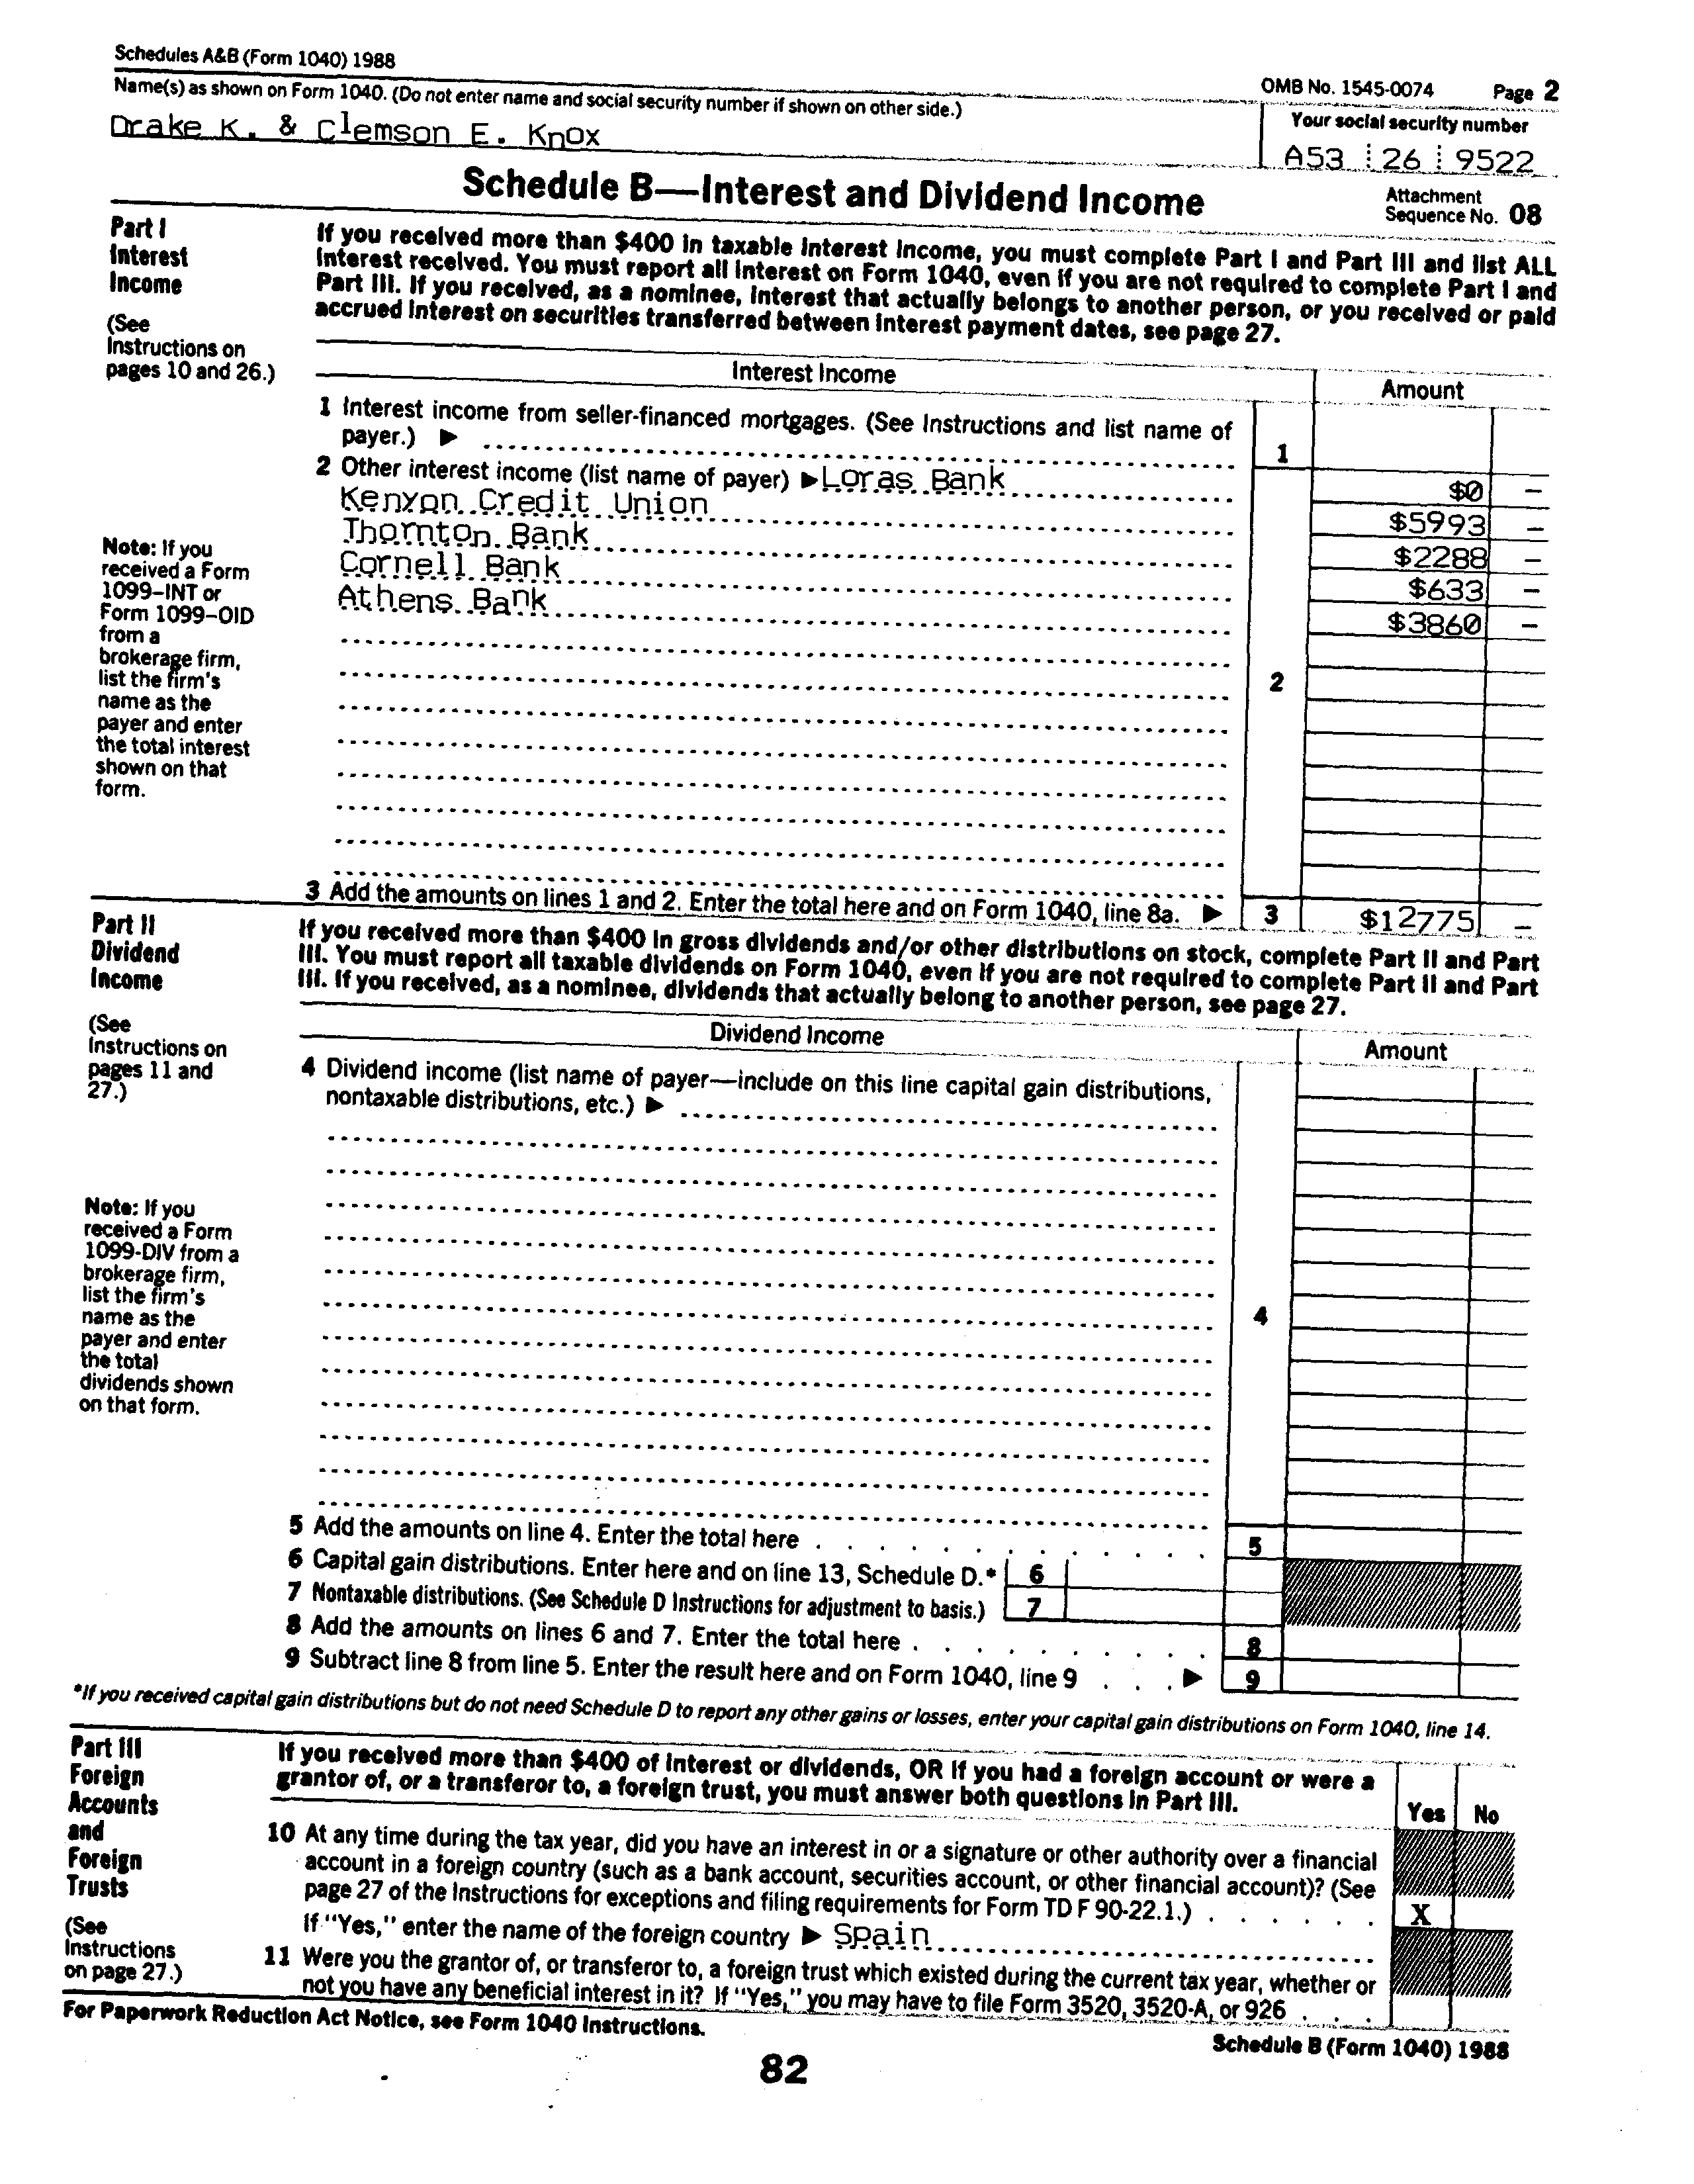 Schedules A&B (Form 1040) 1988
OMB No. 1545-0074 Page 2
Name(s) as shown on Form 1040. (Do not enter name and social security number if shown on other side.)
Your social security number
Drake K. & Clemson E. Knox
A53 26 9522
Schedule B—Interest and Dividend Income
Attachment
Sequence No. 08
Part I
Interest
Income
(See
Instructions on
pages 10 and 26.)
If you received more than $400 in taxable interest income, you must complete Part I and Part III and list ALL
interest received. You must report all interest on Form 1040, even if you are not required to complete Part I and
Part III. If you received, as a nominee, interest that actually belongs to another person, or you received or paid
accrued interest on securities transferred between interest payment dates, see page 27.
Interest Income
Amount
1 Interest income from seller-financed mortgages. (See Instructions and list name of
payer.) ▶
1
2 Other interest income (list name of payer) ▶ Loras Bank
$0 –
Kenyon Credit Union
$5993 –
Thornton Bank
$2288 –
Cornell Bank
$633 –
Athens Bank
$3860 –
2
Note: If you
received a Form
1099–INT or
Form 1099–OID
from a
brokerage firm,
list the firm's
name as the
payer and enter
the total interest
shown on that
form.
3 Add the amounts on lines 1 and 2. Enter the total here and on Form 1040, line 8a. ▶ 3 $12775 –
Part II
Dividend
Income
(See
Instructions on
pages 11 and
27.)
If you received more than $400 in gross dividends and/or other distributions on stock, complete Part II and Part
III. You must report all taxable dividends on Form 1040, even if you are not required to complete Part II and Part
III. If you received, as a nominee, dividends that actually belong to another person, see page 27.
Dividend Income
Amount
4 Dividend income (list name of payer—include on this line capital gain distributions,
nontaxable distributions, etc.) ▶
4
Note: If you
received a Form
1099-DIV from a
brokerage firm,
list the firm's
name as the
payer and enter
the total
dividends shown
on that form.
5 Add the amounts on line 4. Enter the total here . . . . . . . . . . . . 5
6 Capital gain distributions. Enter here and on line 13, Schedule D.* 6
7 Nontaxable distributions. (See Schedule D Instructions for adjustment to basis.) 7
8 Add the amounts on lines 6 and 7. Enter the total here . . . . . . . . . . 8
9 Subtract line 8 from line 5. Enter the result here and on Form 1040, line 9 . . . ▶ 9
*If you received capital gain distributions but do not need Schedule D to report any other gains or losses, enter your capital gain distributions on Form 1040, line 14.
Part III
Foreign
Accounts
and
Foreign
Trusts
(See
Instructions
on page 27.)
If you received more than $400 of interest or dividends, OR if you had a foreign account or were a
grantor of, or a transferor to, a foreign trust, you must answer both questions in Part III.
Yes No
10 At any time during the tax year, did you have an interest in or a signature or other authority over a financial
account in a foreign country (such as a bank account, securities account, or other financial account)? (See
page 27 of the Instructions for exceptions and filing requirements for Form TD F 90-22.1.) . . . . . . X
If "Yes," enter the name of the foreign country ▶ Spain
11 Were you the grantor of, or transferor to, a foreign trust which existed during the current tax year, whether or
not you have any beneficial interest in it? If "Yes," you may have to file Form 3520, 3520-A, or 926 . . .
For Paperwork Reduction Act Notice, see Form 1040 Instructions.
Schedule B (Form 1040) 1988
82